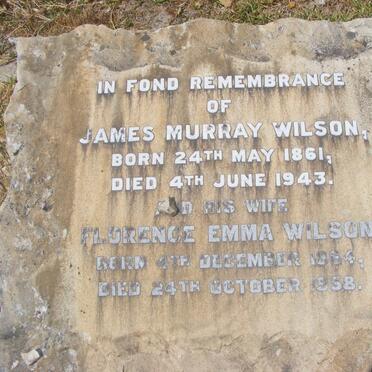 IN FOND REMEMBRANCE
OF
JAMES MURRAY WILSON,
BORN 24TH MAY 1861,
DIED 4TH JUNE 1943.
AND HIS WIFE
FLORENCE EMMA WILSON
BORN 4TH DECEMBER
DIED 24TH OCTOBER 1958.